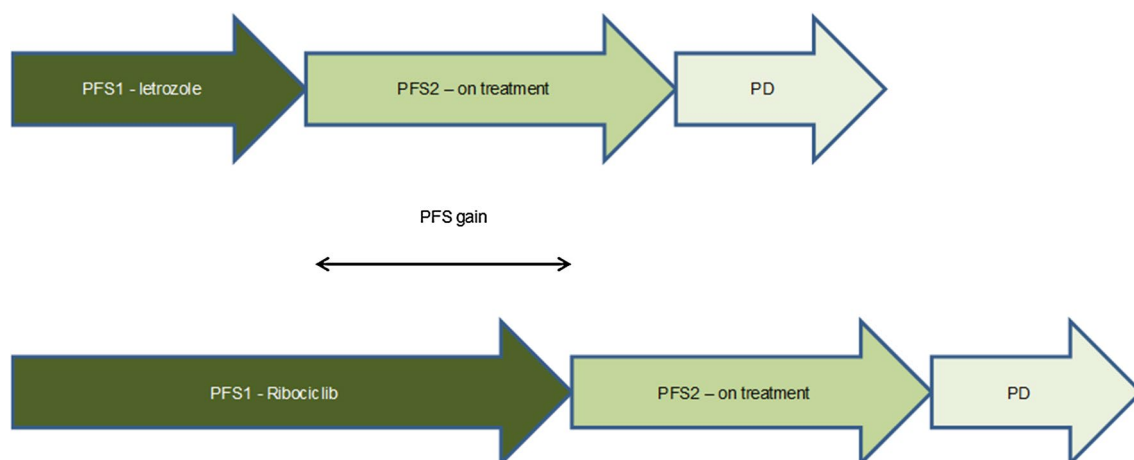 PFS1 - letrozole
PFS2 – on treatment
PD
PFS gain
PFS1 - Ribociclib
PFS2 – on treatment
PD